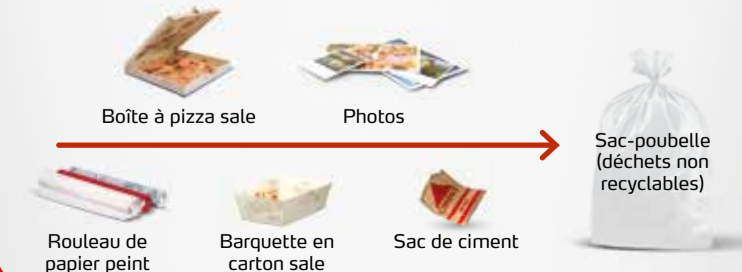 Boîte à pizza sale
Photos
Sac-poubelle
(déchets non
recyclables)
Rouleau de
papier peint
Barquette en
carton sale
Sac de ciment